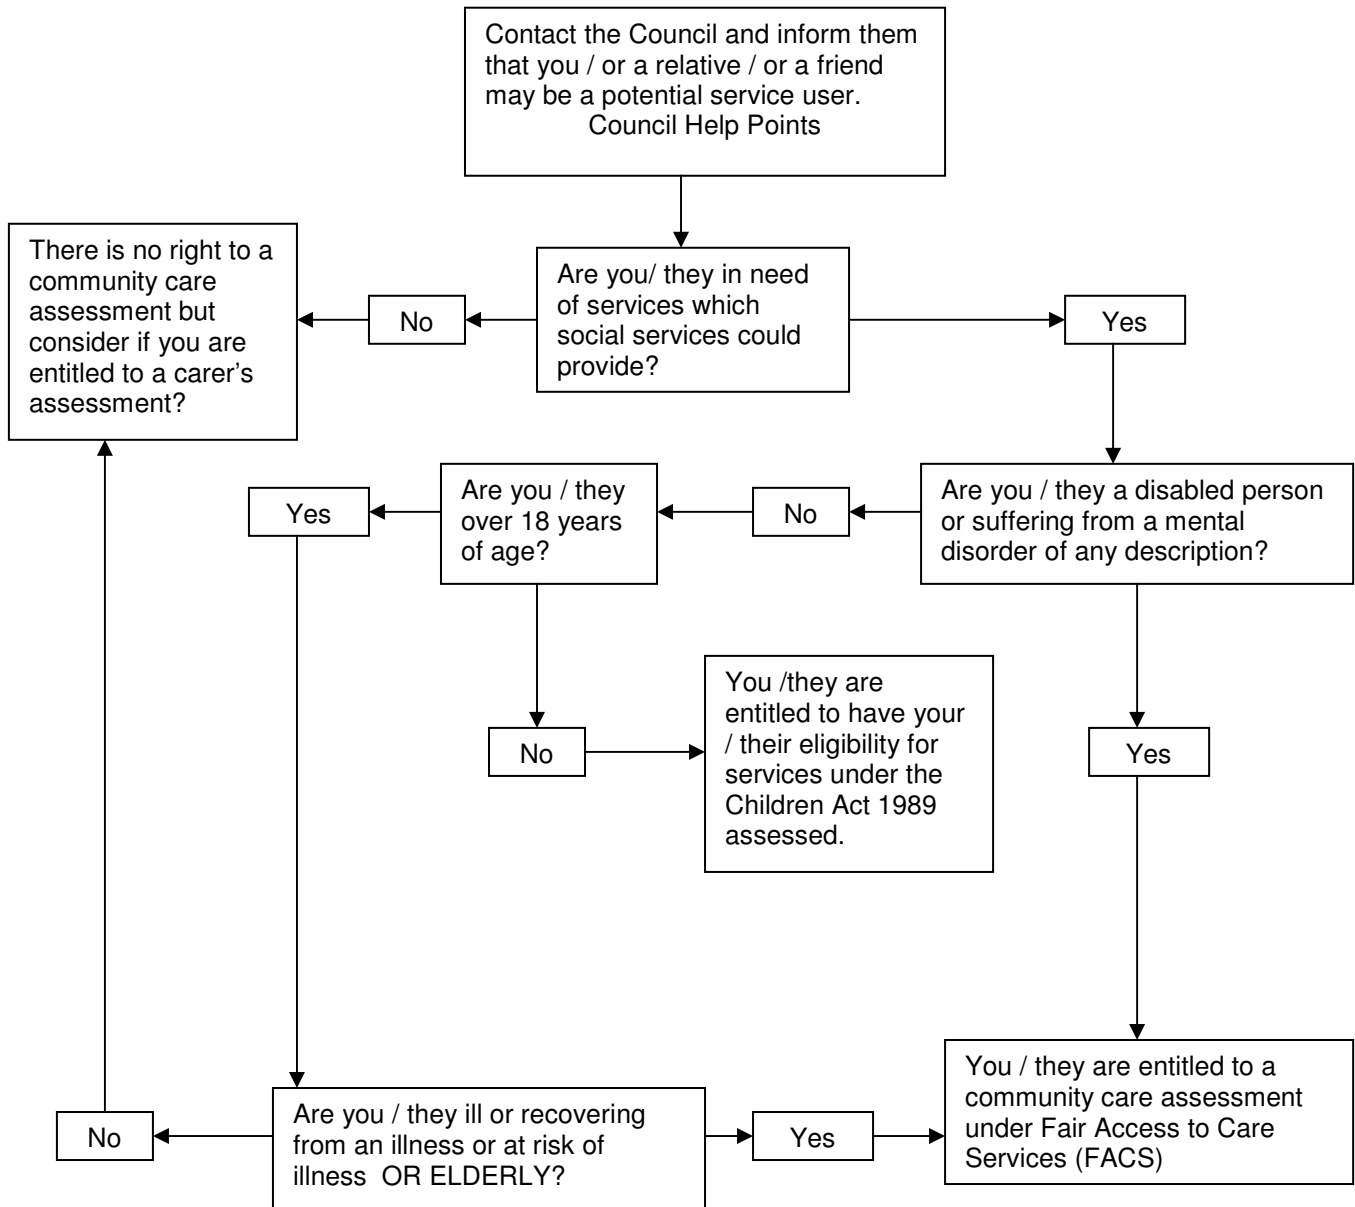 Contact the Council and inform them
that you / or a relative / or a friend
may be a potential service user.
Council Help Points
There is no right to a
community care
assessment but
consider if you are
entitled to a carer’s
assessment?
No
Are you/ they in need
of services which
social services could
provide?
Yes
Yes
Are you / they
over 18 years
of age?
No
Are you / they a disabled person
or suffering from a mental
disorder of any description?
No
You /they are
entitled to have your
/ their eligibility for
services under the
Children Act 1989
assessed.
Yes
No
Are you / they ill or recovering
from an illness or at risk of
illness  OR ELDERLY?
Yes
You / they are entitled to a
community care assessment
under Fair Access to Care
Services (FACS)